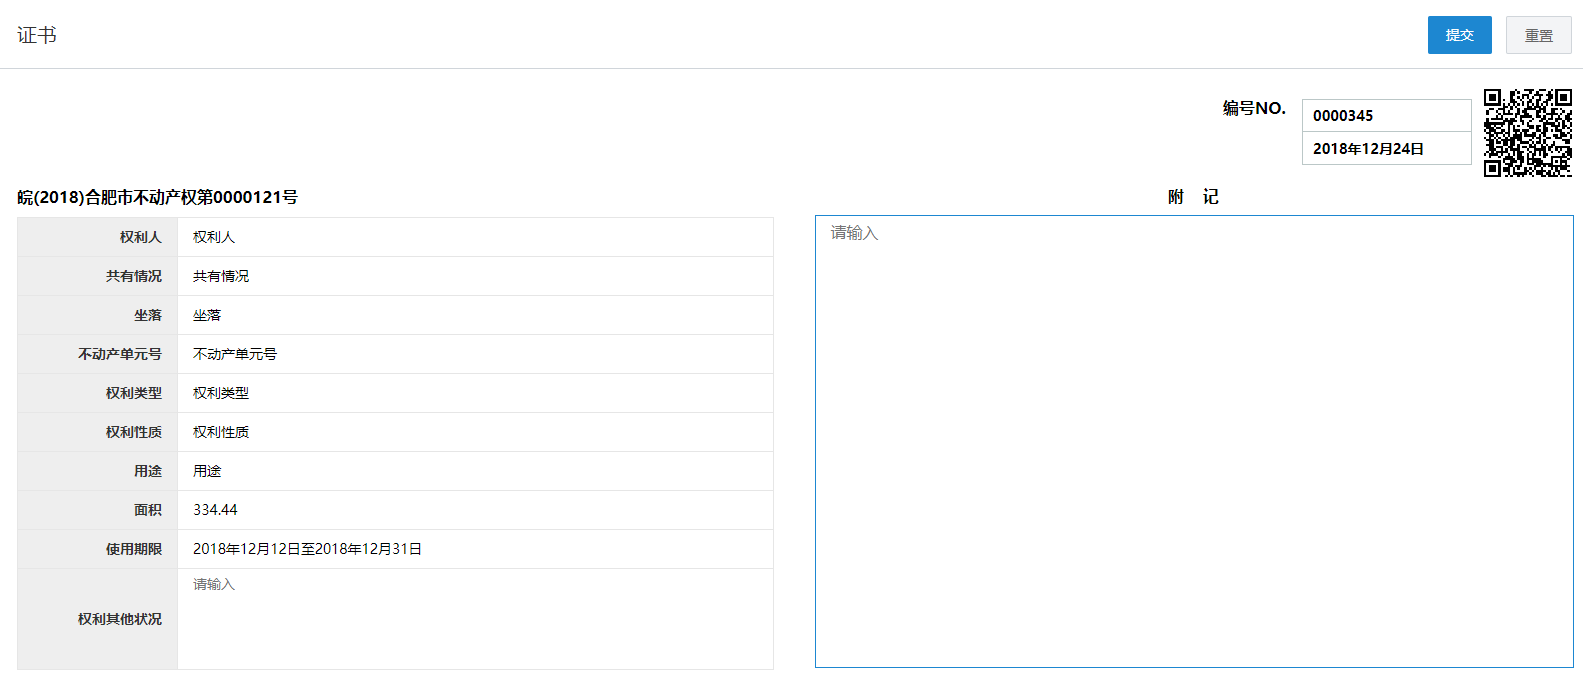 证书
提交
重置
编号NO.
0000345
2018年12月24日
皖(2018)合肥市不动产权第0000121号
附 记
权利人 权利人
共有情况 共有情况
坐落 坐落
不动产单元号 不动产单元号
权利类型 权利类型
权利性质 权利性质
用途 用途
面积 334.44
使用期限 2018年12月12日至2018年12月31日
权利其他状况 请输入
请输入